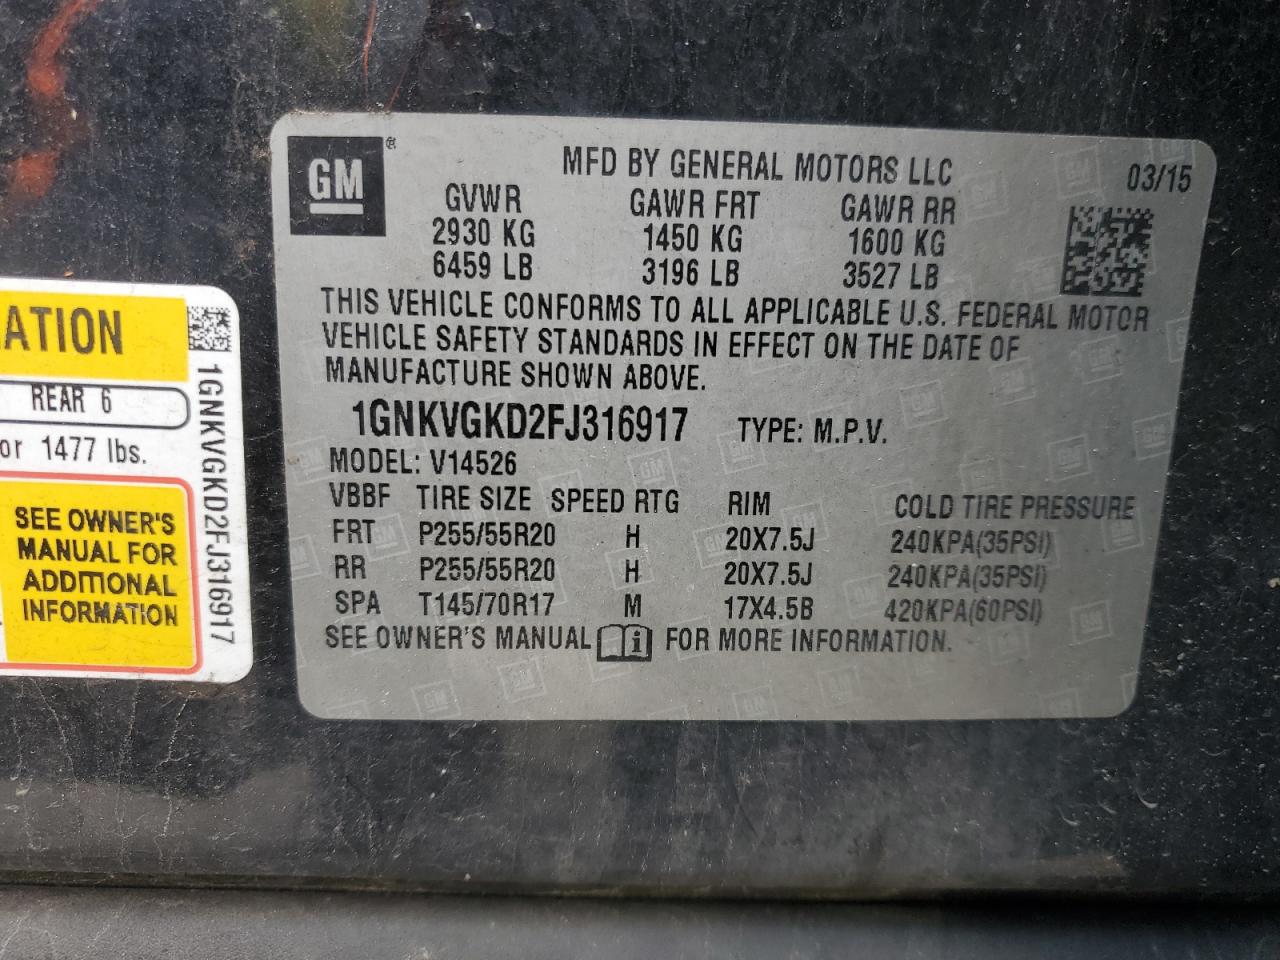 ATION
REAR 6
or 1477 lbs.
SEE OWNER'S
MANUAL FOR
ADDITIONAL
INFORMATION
1GNKVGKD2FJ316917
GM ®
MFD BY GENERAL MOTORS LLC 03/15
GVWR GAWR FRT GAWR RR
2930 KG 1450 KG 1600 KG
6459 LB 3196 LB 3527 LB
THIS VEHICLE CONFORMS TO ALL APPLICABLE U.S. FEDERAL MOTOR
VEHICLE SAFETY STANDARDS IN EFFECT ON THE DATE OF
MANUFACTURE SHOWN ABOVE.
1GNKVGKD2FJ316917 TYPE: M.P.V.
MODEL: V14526
VBBF TIRE SIZE SPEED RTG RIM COLD TIRE PRESSURE
FRT P255/55R20 H 20X7.5J 240KPA(35PSI)
RR P255/55R20 H 20X7.5J 240KPA(35PSI)
SPA T145/70R17 M 17X4.5B 420KPA(60PSI)
SEE OWNER'S MANUAL i FOR MORE INFORMATION.